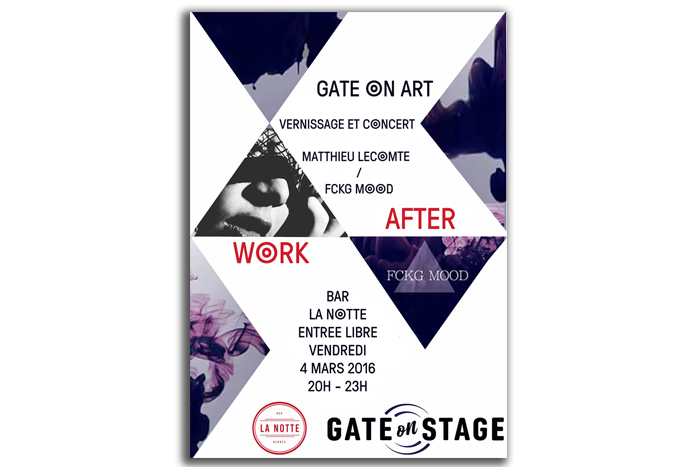 GATE ON ART
VERNISSAGE ET CONCERT
MATTHIEU LECOMTE
/
FCKG MOOD
AFTER
WORK
FCKG MOOD
BAR
LA NOTTE
ENTREE LIBRE
VENDREDI
4 MARS 2016
20H - 23H
BAR
LA NOTTE
RENNES
GATE on STAGE